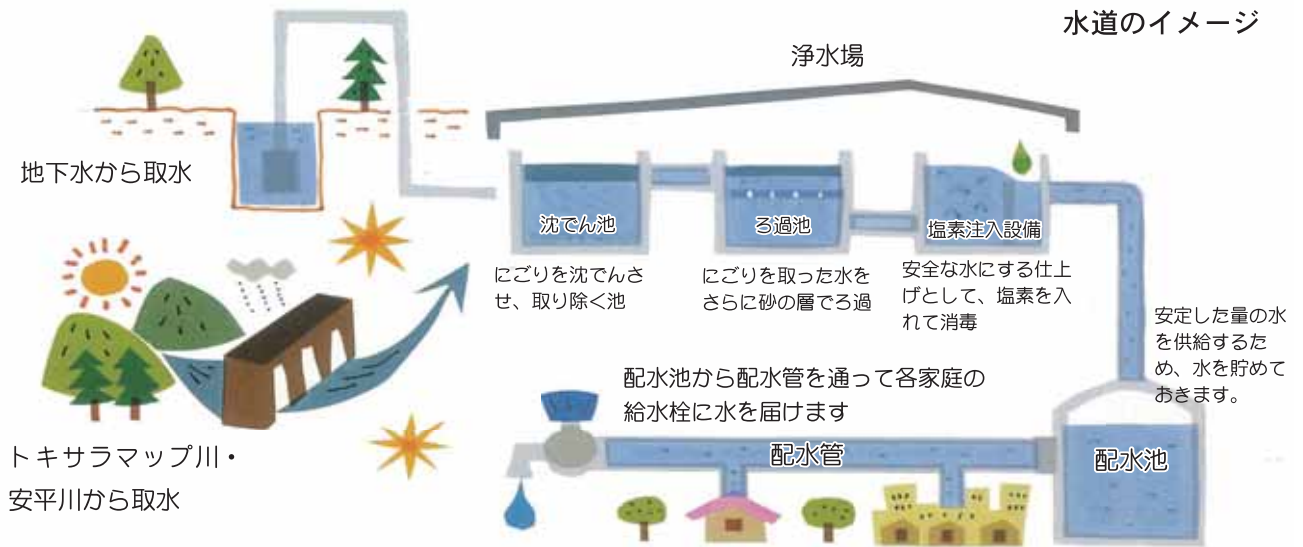 水道のイメージ
浄水場
地下水から取水
沈でん池
ろ過池
塩素注入設備
にごりを沈でんさ
せ、取り除く池
にごりを取った水を
さらに砂の層でろ過
安全な水にする仕上
げとして、塩素を入
れて消毒
安定した量の水
を供給するた
め、水を貯めて
おきます。
配水池から配水管を通って各家庭の
給水栓に水を届けます
配水管
配水池
トキサラマップ川・
安平川から取水